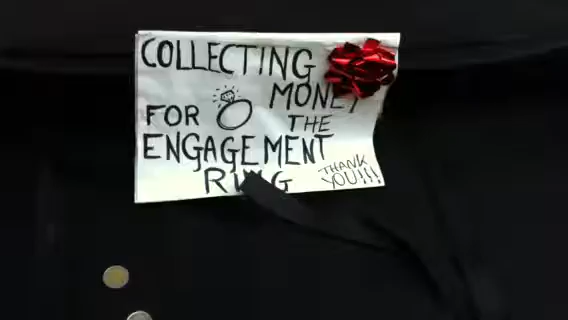 COLLECTING
MONEY
FOR THE
ENGAGEMENT
RING
THANK
YOU!!!